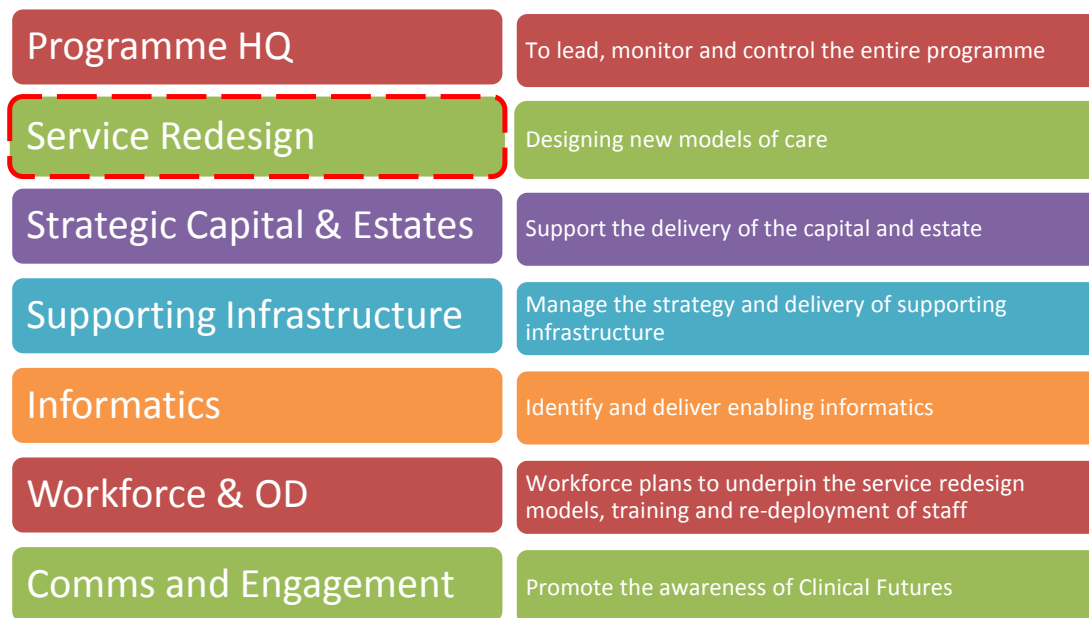 Programme HQ
To lead, monitor and control the entire programme
Service Redesign
Designing new models of care
Strategic Capital & Estates
Support the delivery of the capital and estate
Supporting Infrastructure
Manage the strategy and delivery of supporting
infrastructure
Informatics
Identify and deliver enabling informatics
Workforce & OD
Workforce plans to underpin the service redesign
models, training and re-deployment of staff
Comms and Engagement
Promote the awareness of Clinical Futures